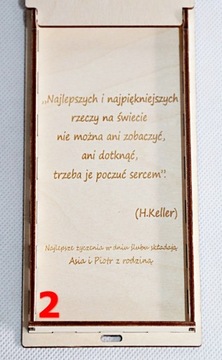 „Najlepszych i najpiękniejszych
rzeczy na świecie
nie można ani zobaczyć,
ani dotknąć,
trzeba je poczuć sercem”.
(H.Keller)
Najlepsze życzenia w dniu ślubu składają
Asia i Piotr z rodziną
2